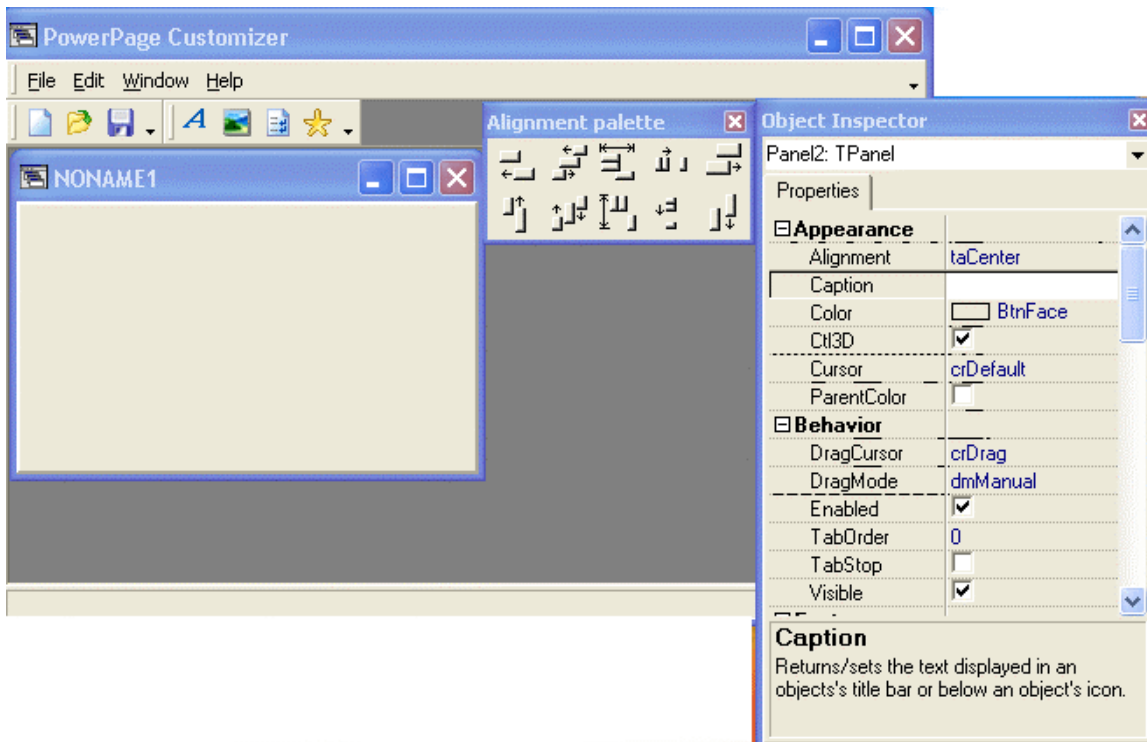 PowerPage Customizer
File Edit Window Help
A
Alignment palette
NONAME1
Object Inspector
Panel2: TPanel
Properties
Appearance
Alignment taCenter
Caption
Color BtnFace
Ctl3D
Cursor crDefault
ParentColor
Behavior
DragCursor crDrag
DragMode dmManual
Enabled
TabOrder 0
TabStop
Visible
Caption
Returns/sets the text displayed in an
objects's title bar or below an object's icon.